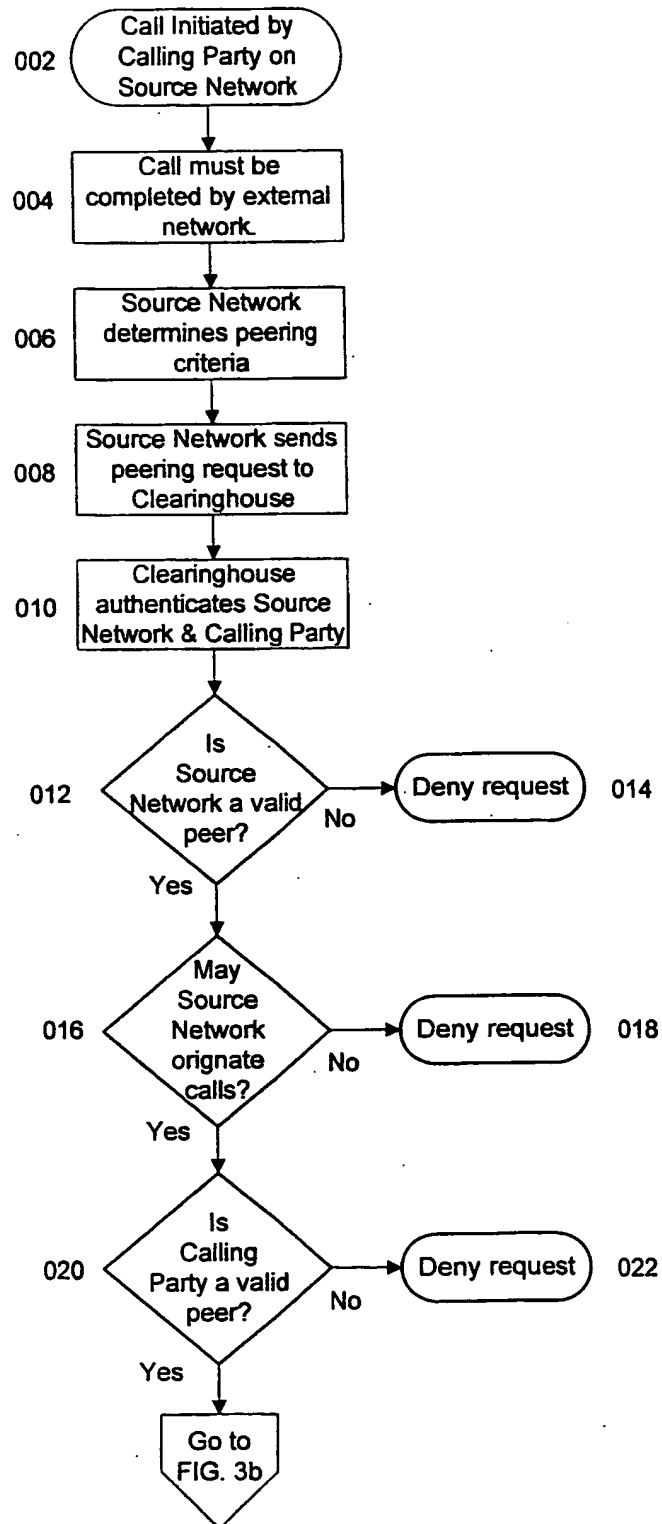 Call Initiated by
Calling Party on
Source Network
002
Call must be
completed by external
network.
004
Source Network
determines peering
criteria
006
Source Network sends
peering request to
Clearinghouse
008
Clearinghouse
authenticates Source
Network & Calling Party
010
Is
Source
Network a valid
peer?
012
No
Deny request
014
Yes
May
Source
Network
orignate
calls?
016
No
Deny request
018
Yes
Is
Calling
Party a valid
peer?
020
No
Deny request
022
Yes
Go to
FIG. 3b